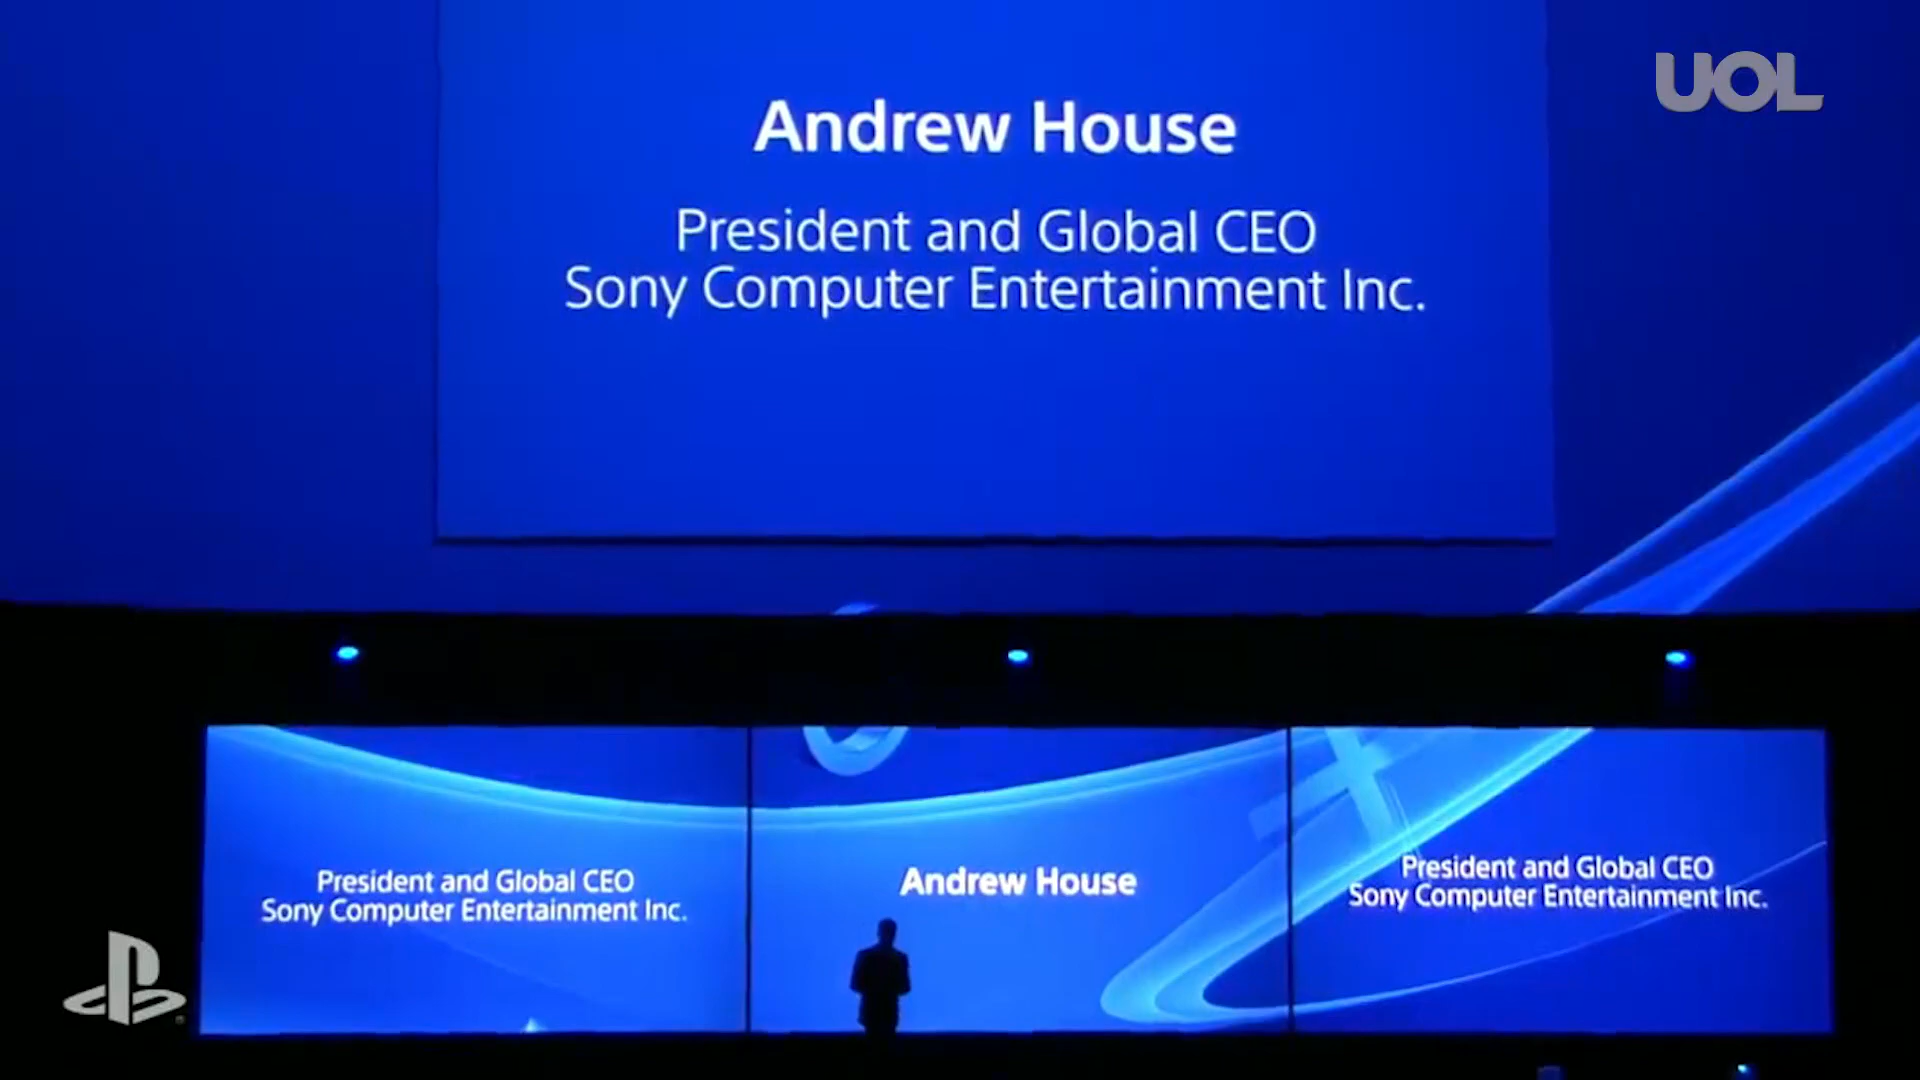 UOL
Andrew House
President and Global CEO
Sony Computer Entertainment Inc.
President and Global CEO
Sony Computer Entertainment Inc.
Andrew House
President and Global CEO
Sony Computer Entertainment Inc.